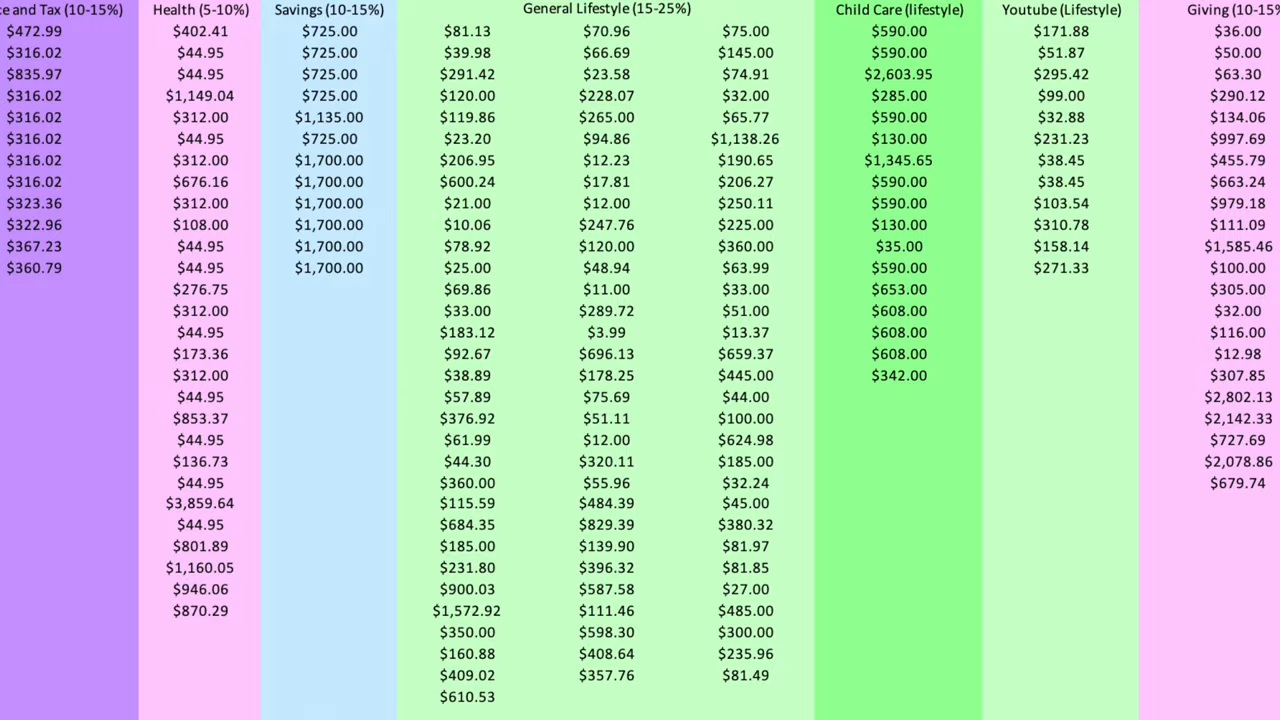 ce and Tax (10-15%) Health (5-10%) Savings (10-15%) General Lifestyle (15-25%) Child Care (lifestyle) Youtube (Lifestyle) Giving (10-15%
$472.99 $402.41 $725.00 $81.13 $70.96 $75.00 $590.00 $171.88 $36.00
$316.02 $44.95 $725.00 $39.98 $66.69 $145.00 $590.00 $51.87 $50.00
$835.97 $44.95 $725.00 $291.42 $23.58 $74.91 $2,603.95 $295.42 $63.30
$316.02 $1,149.04 $725.00 $120.00 $228.07 $32.00 $285.00 $99.00 $290.12
$316.02 $312.00 $1,135.00 $119.86 $265.00 $65.77 $590.00 $32.88 $134.06
$316.02 $44.95 $725.00 $23.20 $94.86 $1,138.26 $130.00 $231.23 $997.69
$316.02 $312.00 $1,700.00 $206.95 $12.23 $190.65 $1,345.65 $38.45 $455.79
$316.02 $676.16 $1,700.00 $600.24 $17.81 $206.27 $590.00 $38.45 $663.24
$323.36 $312.00 $1,700.00 $21.00 $12.00 $250.11 $590.00 $103.54 $979.18
$322.96 $108.00 $1,700.00 $10.06 $247.76 $225.00 $130.00 $310.78 $111.09
$367.23 $44.95 $1,700.00 $78.92 $120.00 $360.00 $35.00 $158.14 $1,585.46
$360.79 $44.95 $1,700.00 $25.00 $48.94 $63.99 $590.00 $271.33 $100.00
$276.75 $69.86 $11.00 $33.00 $653.00 $305.00
$312.00 $33.00 $289.72 $51.00 $608.00 $32.00
$44.95 $183.12 $3.99 $13.37 $608.00 $116.00
$173.36 $92.67 $696.13 $659.37 $608.00 $12.98
$312.00 $38.89 $178.25 $445.00 $342.00 $307.85
$44.95 $57.89 $75.69 $44.00 $2,802.13
$853.37 $376.92 $51.11 $100.00 $2,142.33
$44.95 $61.99 $12.00 $624.98 $727.69
$136.73 $44.30 $320.11 $185.00 $2,078.86
$44.95 $360.00 $55.96 $32.24 $679.74
$3,859.64 $115.59 $484.39 $45.00
$44.95 $684.35 $829.39 $380.32
$801.89 $185.00 $139.90 $81.97
$1,160.05 $231.80 $396.32 $81.85
$946.06 $900.03 $587.58 $27.00
$870.29 $1,572.92 $111.46 $485.00
$350.00 $598.30 $300.00
$160.88 $408.64 $235.96
$409.02 $357.76 $81.49
$610.53